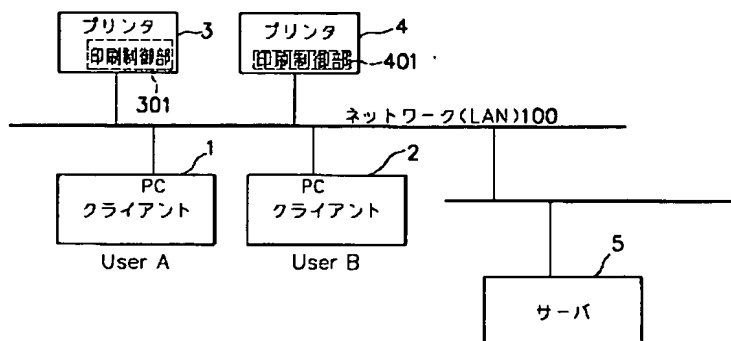 プリンタ
3
印刷制御部
301
プリンタ
4
印刷制御部
401
ネットワーク(LAN)100
1
PC
クライアント
User A
2
PC
クライアント
User B
5
サーバ